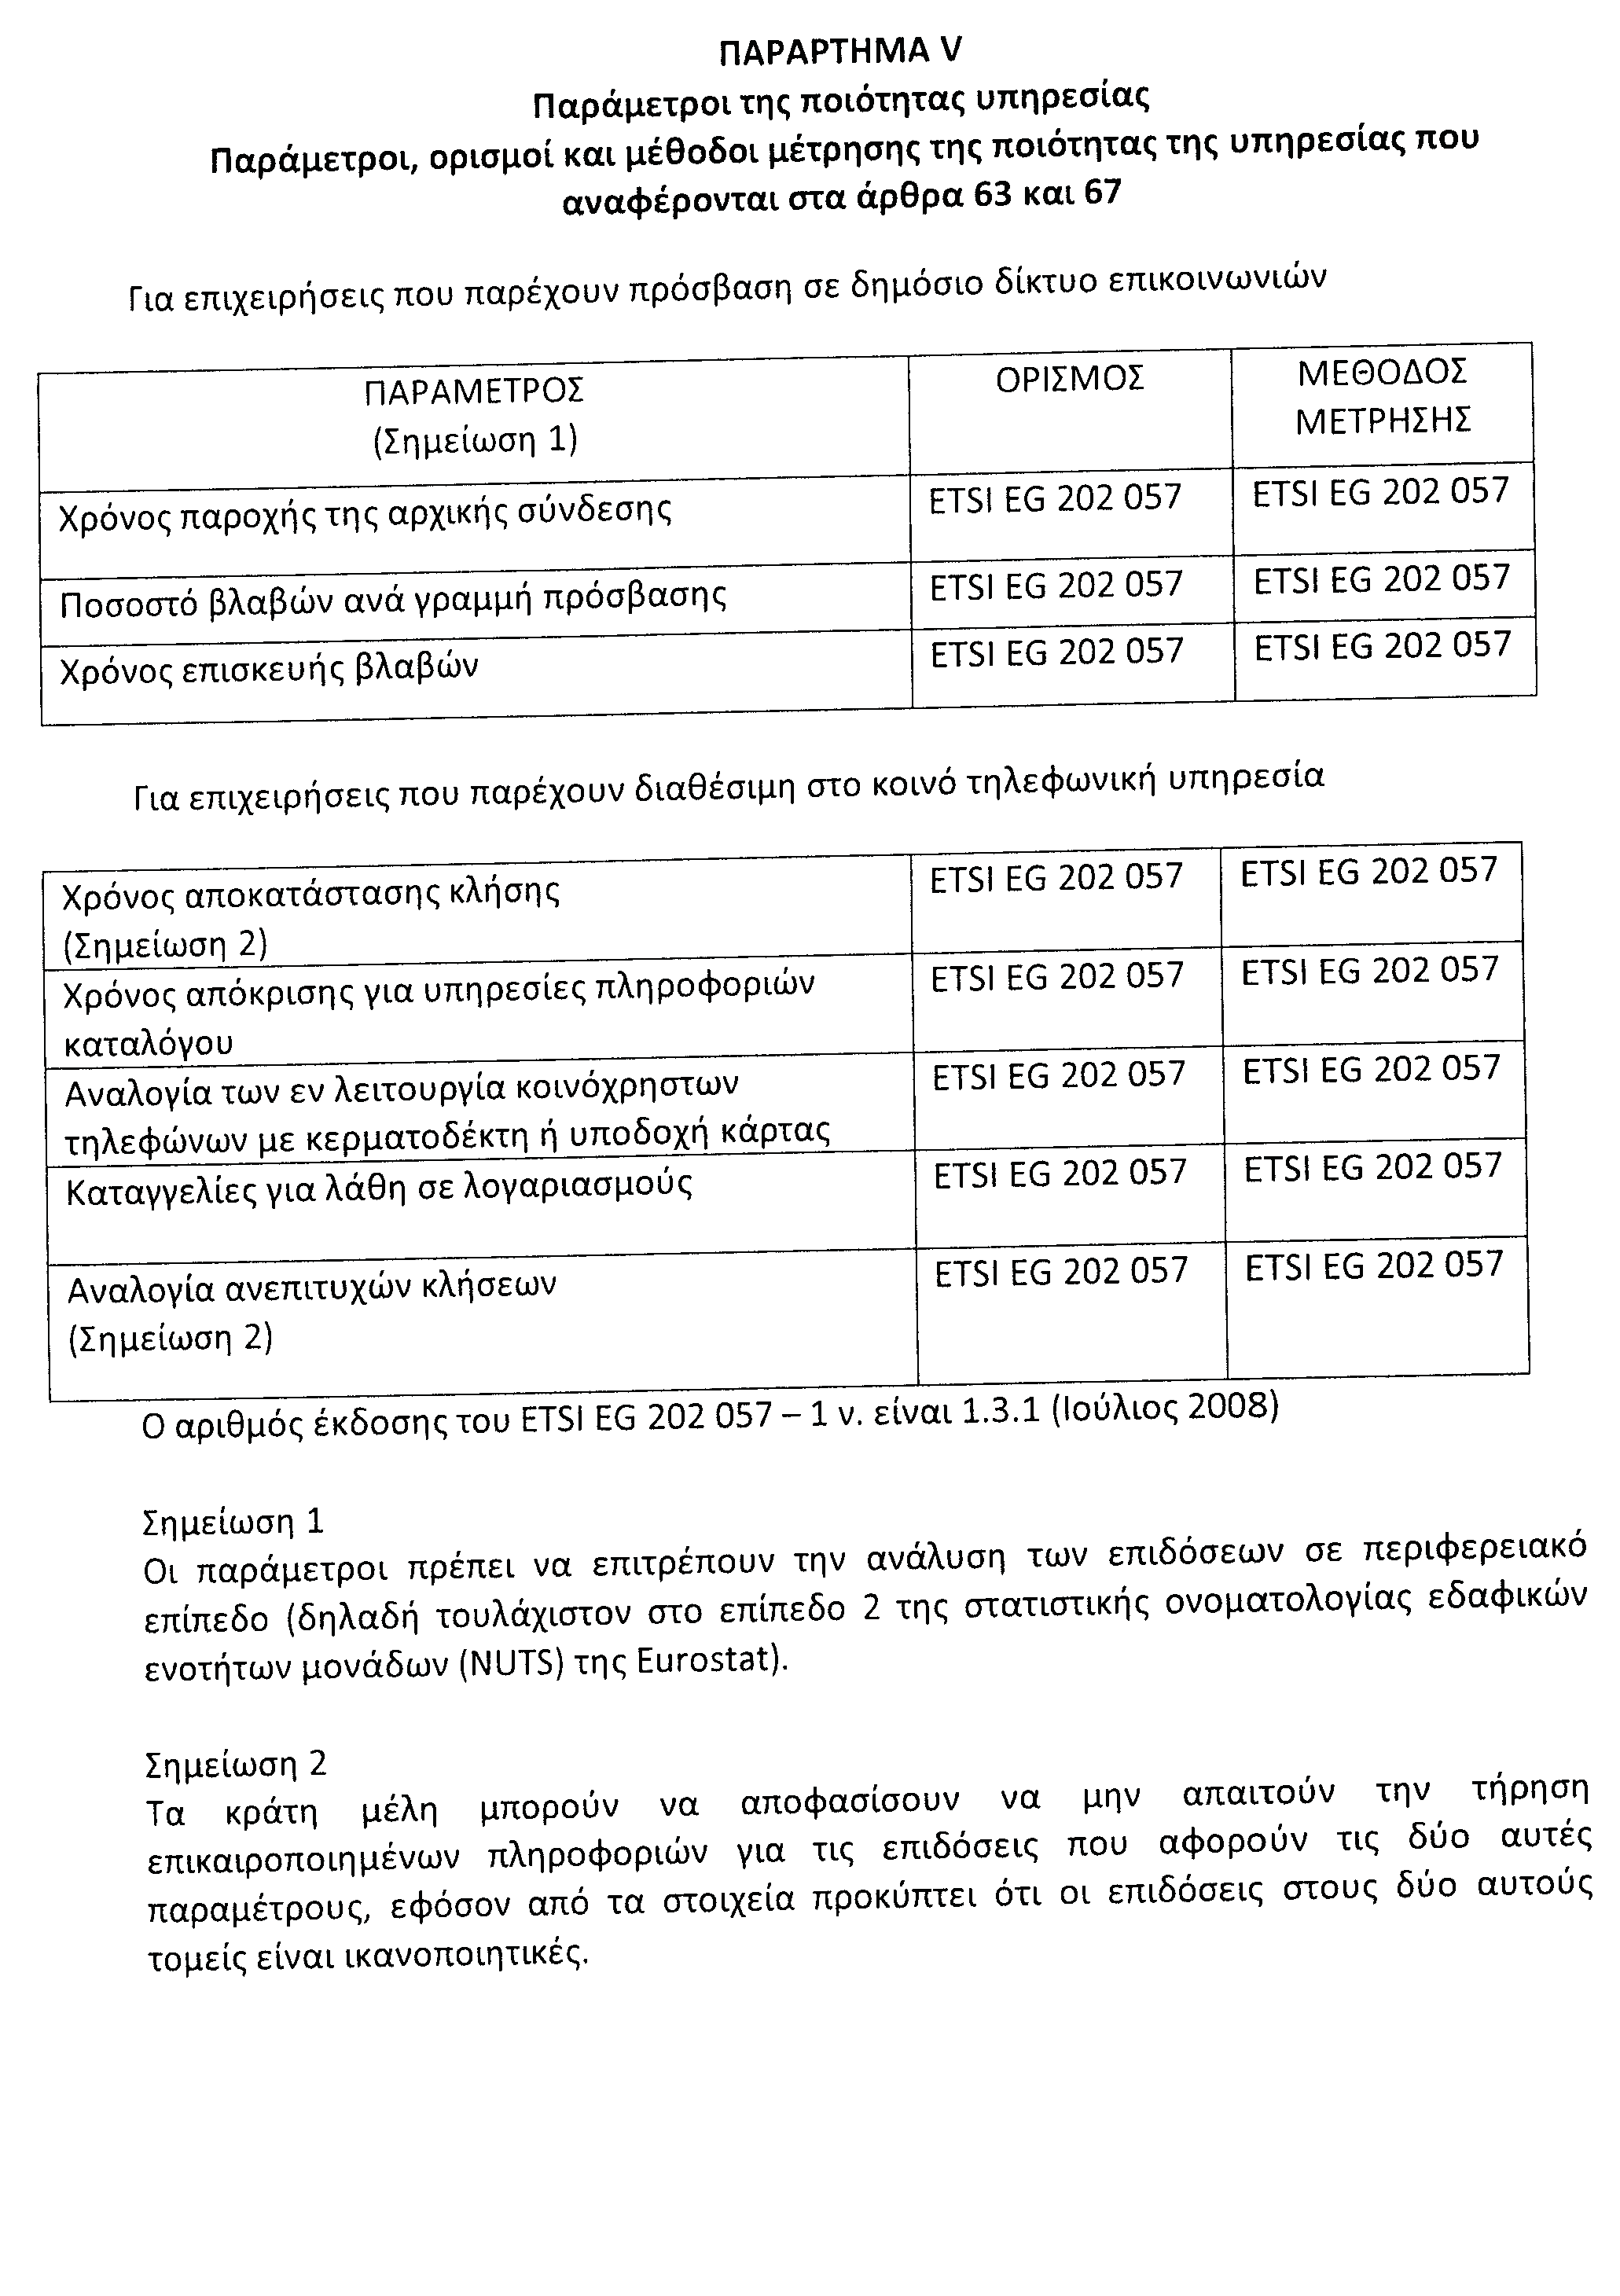 ΠΑΡΑΡΤΗΜΑ V
Παράμετροι της ποιότητας υπηρεσίας
Παράμετροι, ορισμοί και μέθοδοι μέτρησης της ποιότητας της υπηρεσίας που
αναφέρονται στα άρθρα 63 και 67
Για επιχειρήσεις που παρέχουν πρόσβαση σε δημόσιο δίκτυο επικοινωνιών
ΠΑΡΑΜΕΤΡΟΣ
(Σημείωση 1)
ΟΡΙΣΜΟΣ
ΜΕΘΟΔΟΣ
ΜΕΤΡΗΣΗΣ
Χρόνος παροχής της αρχικής σύνδεσης ETSI EG 202 057 ETSI EG 202 057
Ποσοστό βλαβών ανά γραμμή πρόσβασης ETSI EG 202 057 ETSI EG 202 057
Χρόνος επισκευής βλαβών ETSI EG 202 057 ETSI EG 202 057
Για επιχειρήσεις που παρέχουν διαθέσιμη στο κοινό τηλεφωνική υπηρεσία
Χρόνος αποκατάστασης κλήσης ETSI EG 202 057 ETSI EG 202 057
(Σημείωση 2)
Χρόνος απόκρισης για υπηρεσίες πληροφοριών ETSI EG 202 057 ETSI EG 202 057
καταλόγου
Αναλογία των εν λειτουργία κοινόχρηστων ETSI EG 202 057 ETSI EG 202 057
τηλεφώνων με κερματοδέκτη ή υποδοχή κάρτας
Καταγγελίες για λάθη σε λογαριασμούς ETSI EG 202 057 ETSI EG 202 057
Αναλογία ανεπιτυχών κλήσεων ETSI EG 202 057 ETSI EG 202 057
(Σημείωση 2)
Ο αριθμός έκδοσης του ETSI EG 202 057 – 1 ν. είναι 1.3.1 (Ιούλιος 2008)
Σημείωση 1
Οι παράμετροι πρέπει να επιτρέπουν την ανάλυση των επιδόσεων σε περιφερειακό
επίπεδο (δηλαδή τουλάχιστον στο επίπεδο 2 της στατιστικής ονοματολογίας εδαφικών
ενοτήτων μονάδων (NUTS) της Eurostat).
Σημείωση 2
Τα κράτη μέλη μπορούν να αποφασίσουν να μην απαιτούν την τήρηση
επικαιροποιημένων πληροφοριών για τις επιδόσεις που αφορούν τις δύο αυτές
παραμέτρους, εφόσον από τα στοιχεία προκύπτει ότι οι επιδόσεις στους δύο αυτούς
τομείς είναι ικανοποιητικές.